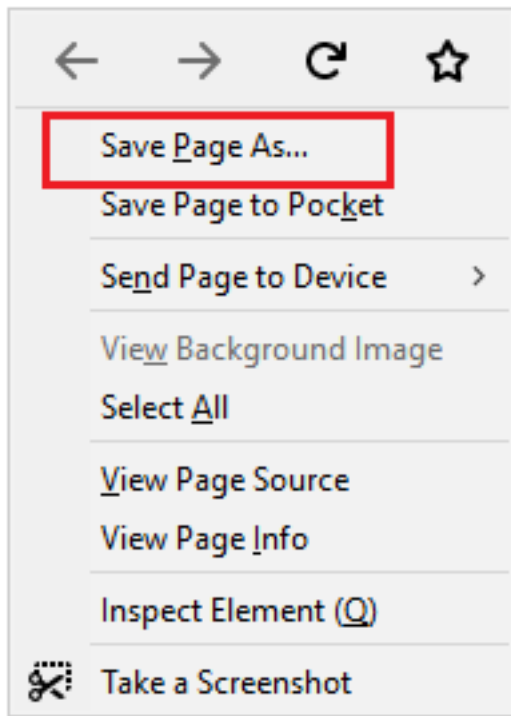 Save Page As...
Save Page to Pocket
Send Page to Device
View Background Image
Select All
View Page Source
View Page Info
Inspect Element (Q)
Take a Screenshot